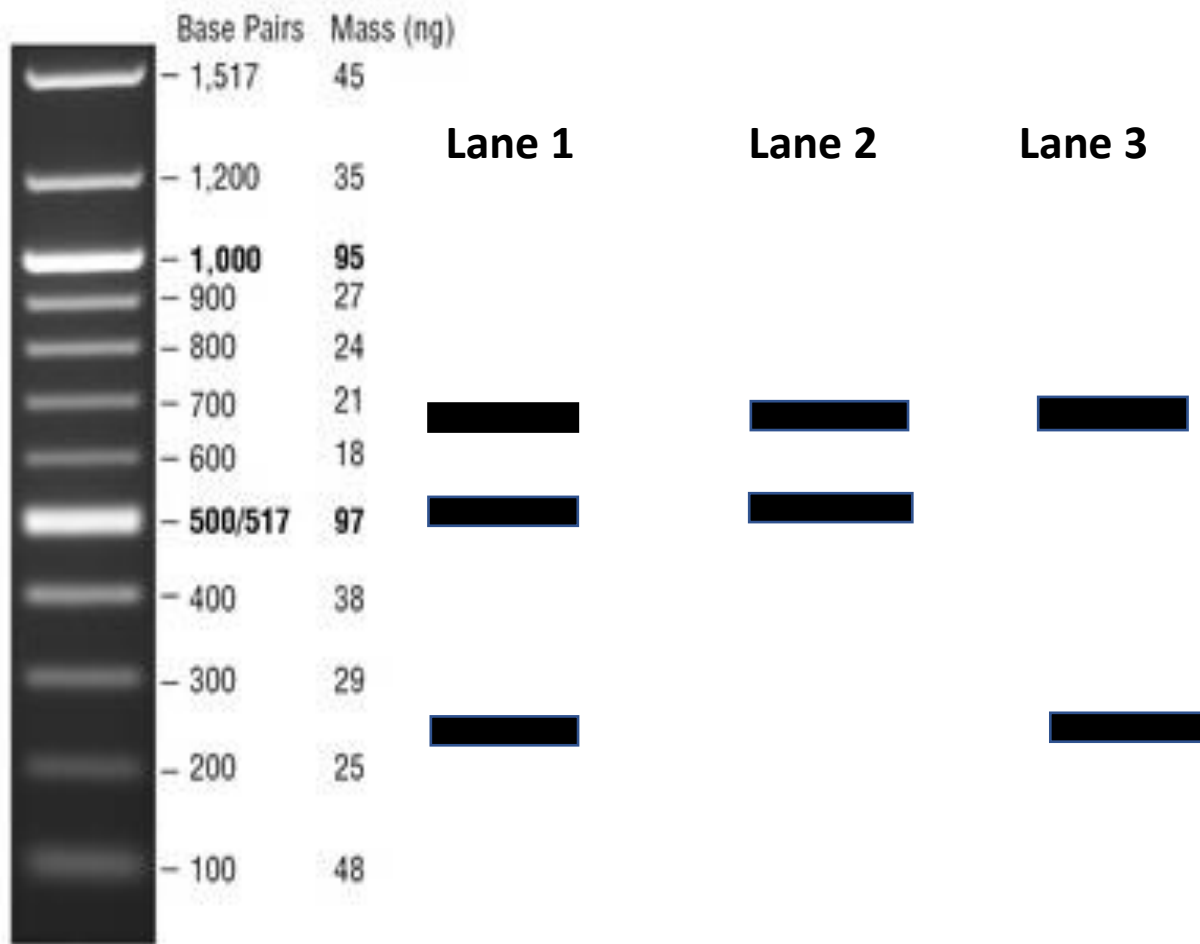 Base Pairs Mass (ng)
– 1,517 45
Lane 1 Lane 2 Lane 3
– 1,200 35
– 1,000 95
– 900 27
– 800 24
– 700 21
– 600 18
– 500/517 97
– 400 38
– 300 29
– 200 25
– 100 48